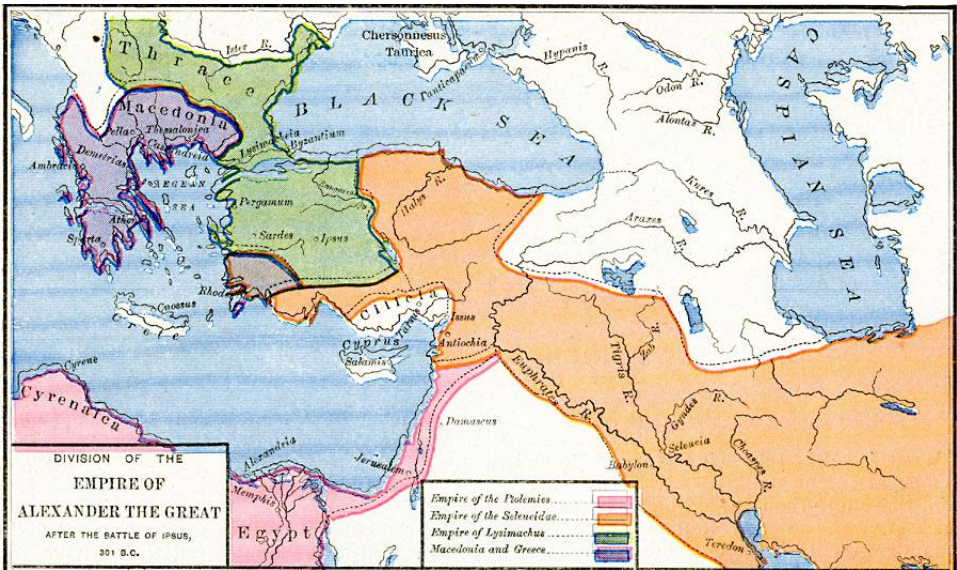 Thrace
Ister R.
Chersonnesus
Taurica
Hypanis R.
Panticapaeum
Odon R.
Alontas R.
CASPIAN SEA
BLACK SEA
Macedonia
Pella
Thessalonica
Cassandreia
Demetrias
Ambracia
Byzantium
AEGEAN
SEA
Pergamum
Halys R.
Kures R.
Araxes R.
Sardes
Ipsus
Sparta
Rhodes
Cnossus
Crete
Cilicia
Tarsus
Issus
Cyprus
Salamis
Antiochia
Euphrates R.
Tigris R.
Zab R.
Cyrene
Cyrenaica
Gyndes R.
Damascus
Seleucia
Choaspes R.
Alexandria
Jerusalem
Babylon
Memphis
Egypt
Teredon
DIVISION OF THE
EMPIRE OF
ALEXANDER THE GREAT
AFTER THE BATTLE OF IPSUS,
301 B.C.
Empire of the Ptolemies
Empire of the Seleucidae
Empire of Lysimachus
Macedonia and Greece